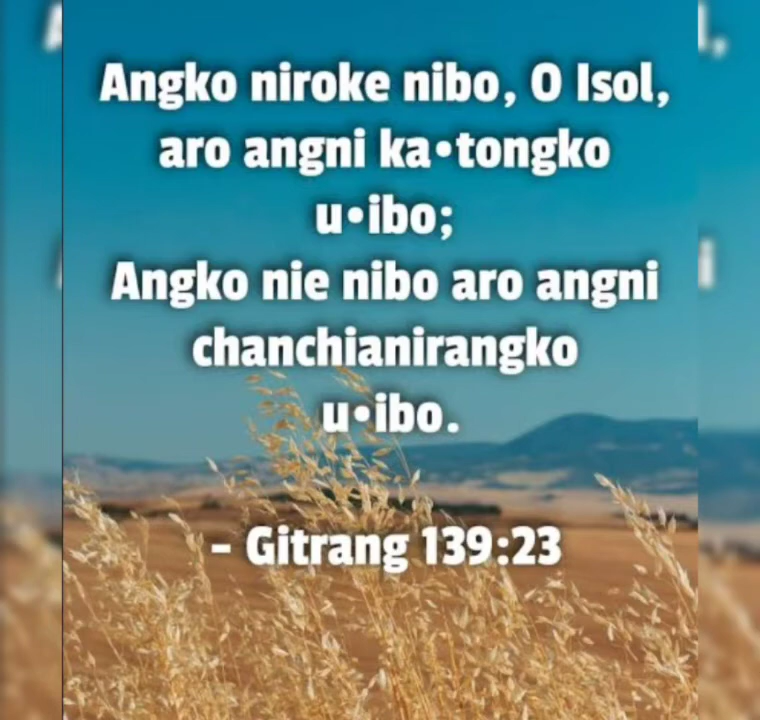 Angko niroke nibo, O Isol,
aro angni ka•tongko
u•ibo;
Angko nie nibo aro angni
chanchianirangko
u•ibo.
- Gitrang 139:23